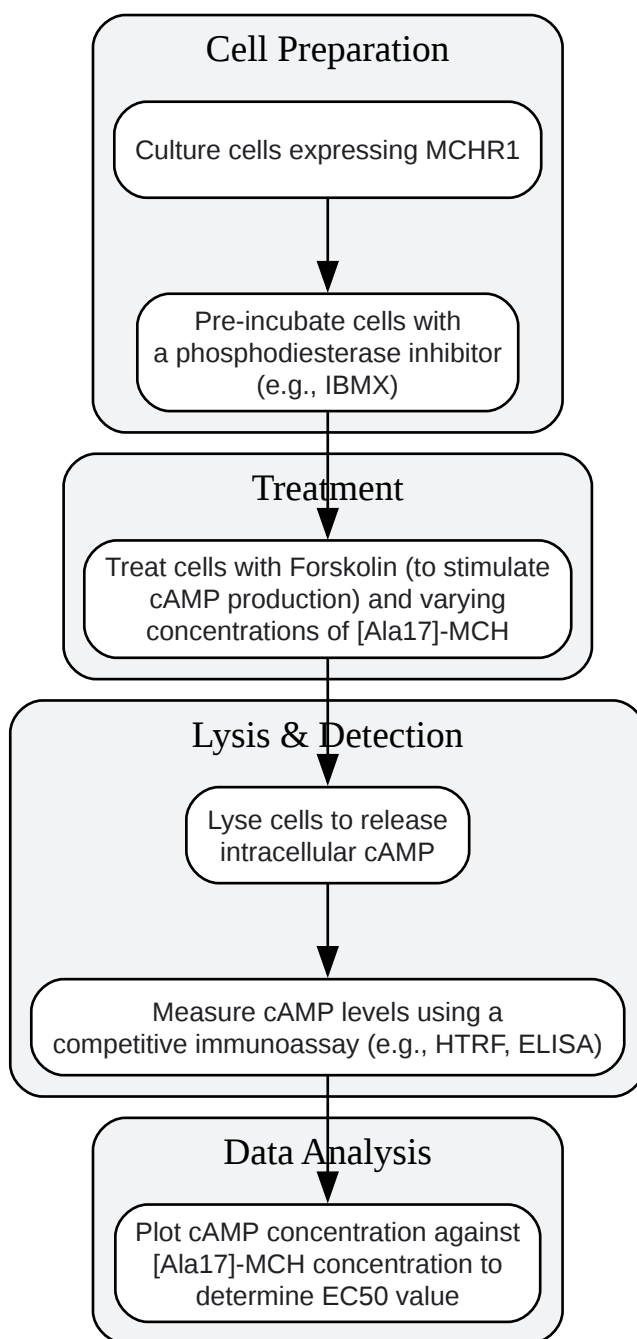 Cell Preparation
Culture cells expressing MCHR1
Pre-incubate cells with
a phosphodiesterase inhibitor
(e.g., IBMX)
Treatment
Treat cells with Forskolin (to stimulate
cAMP production) and varying
concentrations of [Ala17]-MCH
Lysis & Detection
Lyse cells to release
intracellular cAMP
Measure cAMP levels using a
competitive immunoassay (e.g., HTRF, ELISA)
Data Analysis
Plot cAMP concentration against
[Ala17]-MCH concentration to
determine EC50 value